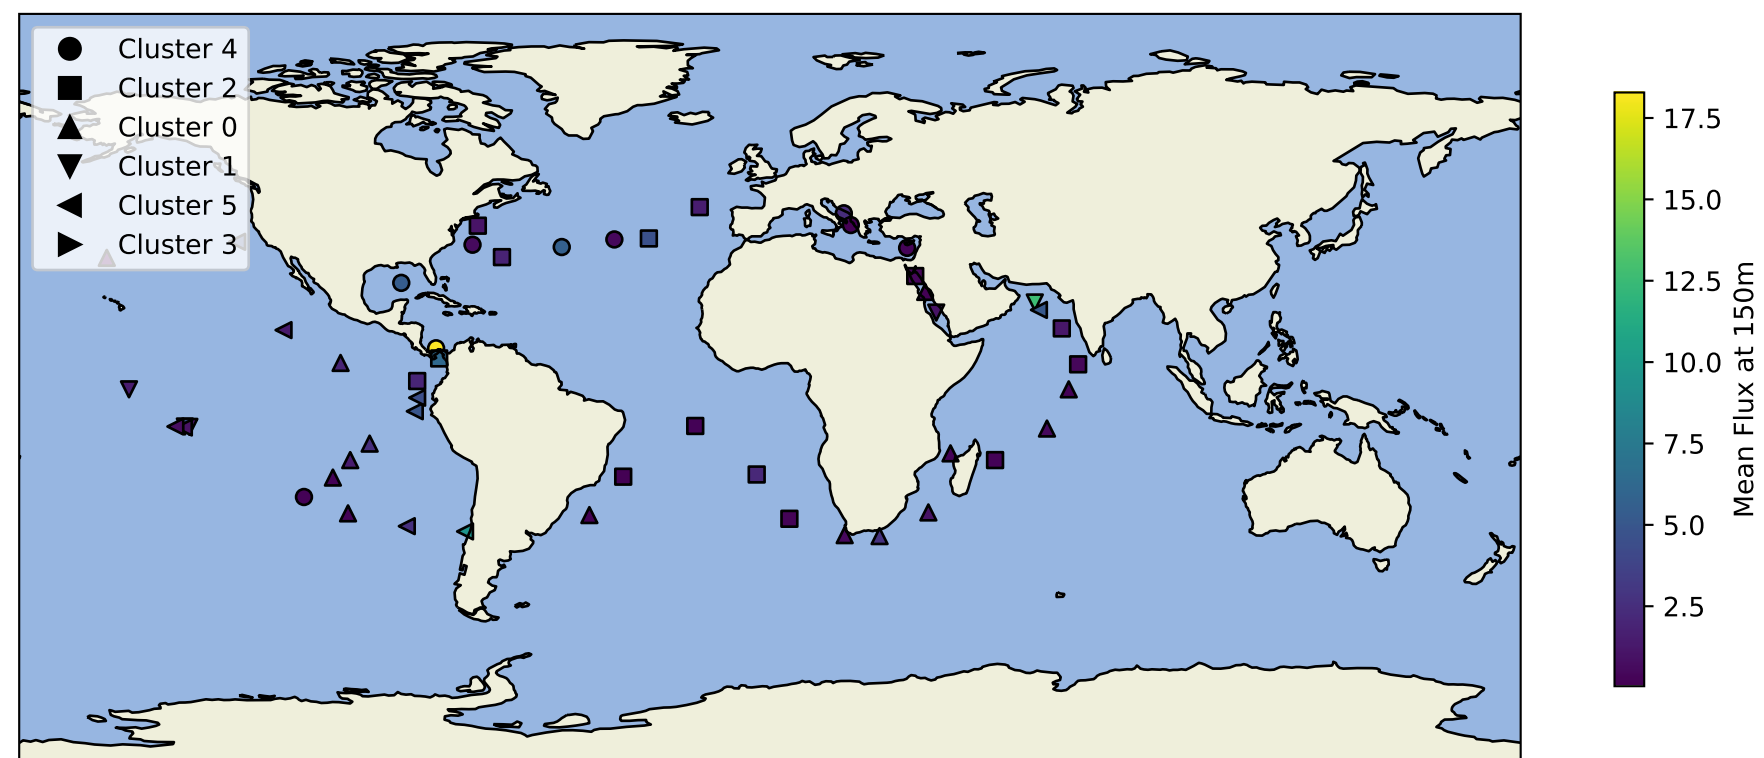 Cluster 4
Cluster 2
Cluster 0
Cluster 1
Cluster 5
Cluster 3
17.5
15.0
12.5
10.0
7.5
5.0
2.5
Mean Flux at 150m